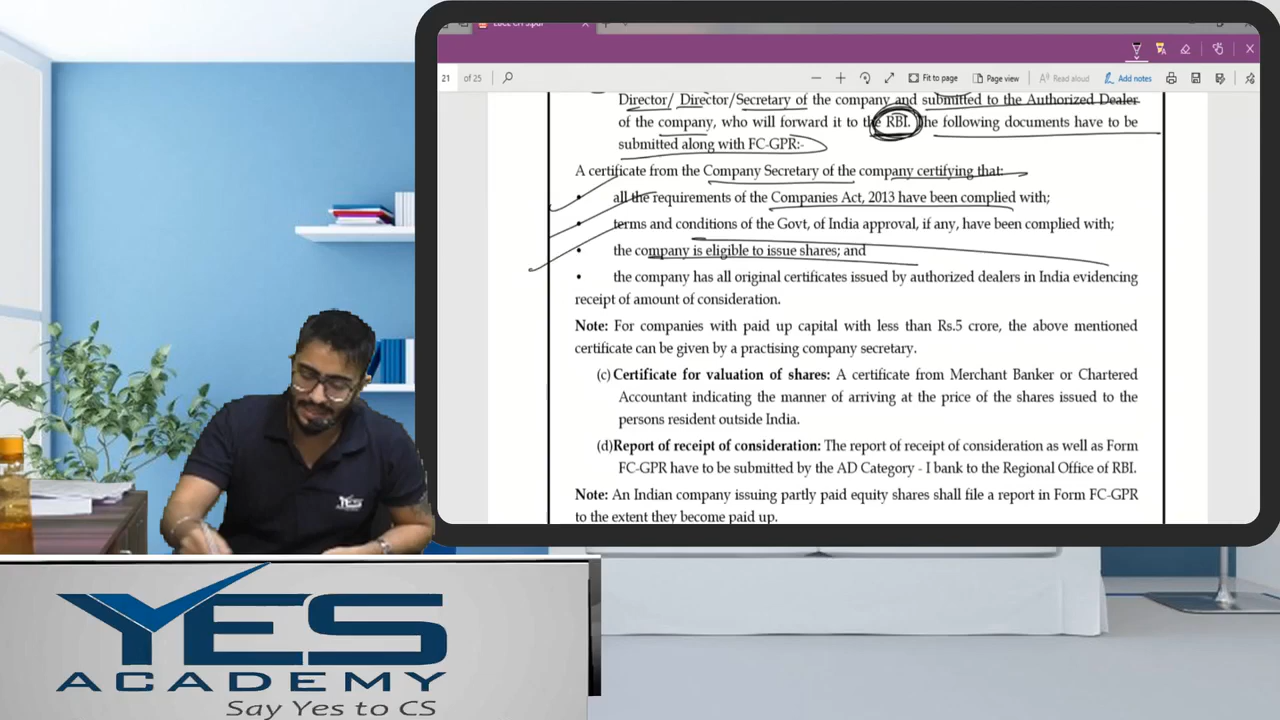 21 of 25
Fit to page
Page view
Read aloud
Add notes
Director/ Director/Secretary of the company and submitted to the Authorized Dealer
of the company, who will forward it to the RBI. The following documents have to be
submitted along with FC-GPR:-
A certificate from the Company Secretary of the company certifying that:
• all the requirements of the Companies Act, 2013 have been complied with;
• terms and conditions of the Govt, of India approval, if any, have been complied with;
• the company is eligible to issue shares; and
• the company has all original certificates issued by authorized dealers in India evidencing
receipt of amount of consideration.
Note: For companies with paid up capital with less than Rs.5 crore, the above mentioned
certificate can be given by a practising company secretary.
(c) Certificate for valuation of shares: A certificate from Merchant Banker or Chartered
Accountant indicating the manner of arriving at the price of the shares issued to the
persons resident outside India.
(d)Report of receipt of consideration: The report of receipt of consideration as well as Form
FC-GPR have to be submitted by the AD Category - I bank to the Regional Office of RBI.
Note: An Indian company issuing partly paid equity shares shall file a report in Form FC-GPR
to the extent they become paid up.
YES
YES
ACADEMY
Say Yes to CS